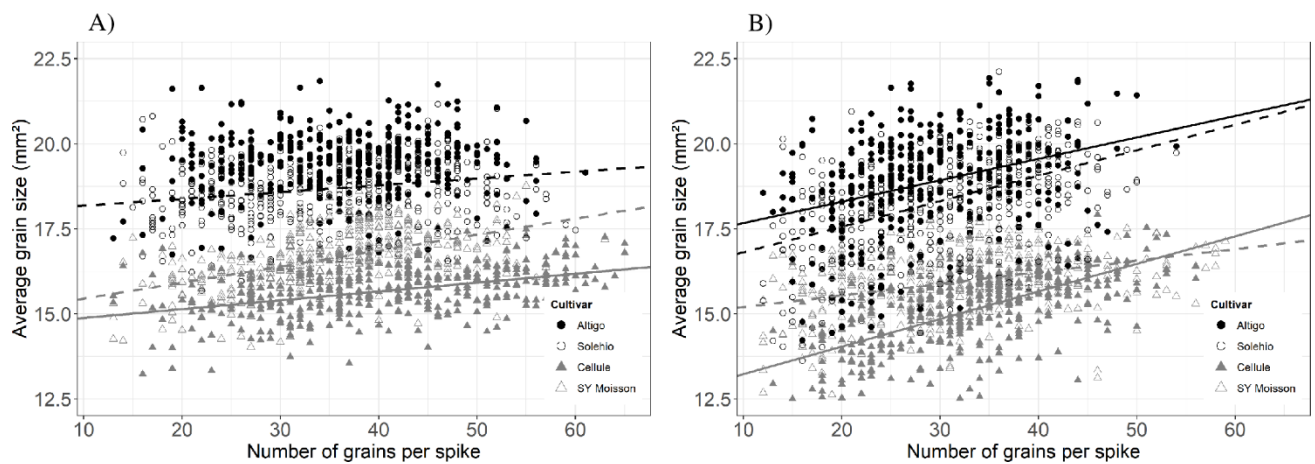 A)
22.5
20.0
17.5
15.0
12.5
Average grain size (mm²)
Cultivar
Altigo
Solehio
Cellule
SY Moisson
10 20 30 40 50 60
Number of grains per spike
B)
22.5
20.0
17.5
15.0
12.5
Average grain size (mm²)
Cultivar
Altigo
Solehio
Cellule
SY Moisson
10 20 30 40 50 60
Number of grains per spike